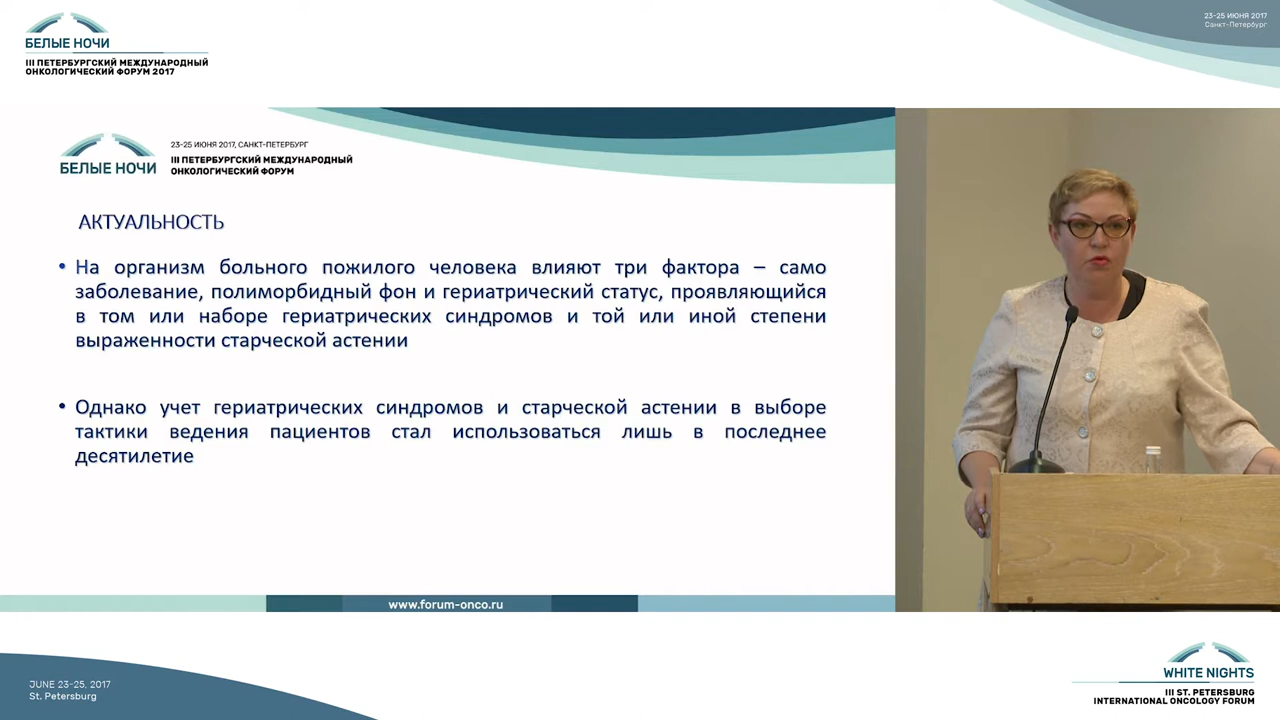 БЕЛЫЕ НОЧИ
III ПЕТЕРБУРГСКИЙ МЕЖДУНАРОДНЫЙ
ОНКОЛОГИЧЕСКИЙ ФОРУМ 2017
23-25 ИЮНЯ 2017
Санкт-Петербург
БЕЛЫЕ НОЧИ
23-25 ИЮНЯ 2017, САНКТ-ПЕТЕРБУРГ
III ПЕТЕРБУРГСКИЙ МЕЖДУНАРОДНЫЙ
ОНКОЛОГИЧЕСКИЙ ФОРУМ
АКТУАЛЬНОСТЬ
• На организм больного пожилого человека влияют три фактора – само
заболевание, полиморбидный фон и гериатрический статус, проявляющийся
в том или наборе гериатрических синдромов и той или иной степени
выраженности старческой астении
• Однако учет гериатрических синдромов и старческой астении в выборе
тактики ведения пациентов стал использоваться лишь в последнее
десятилетие
www.forum-onco.ru
JUNE 23-25, 2017
St. Petersburg
WHITE NIGHTS
III ST. PETERSBURG
INTERNATIONAL ONCOLOGY FORUM